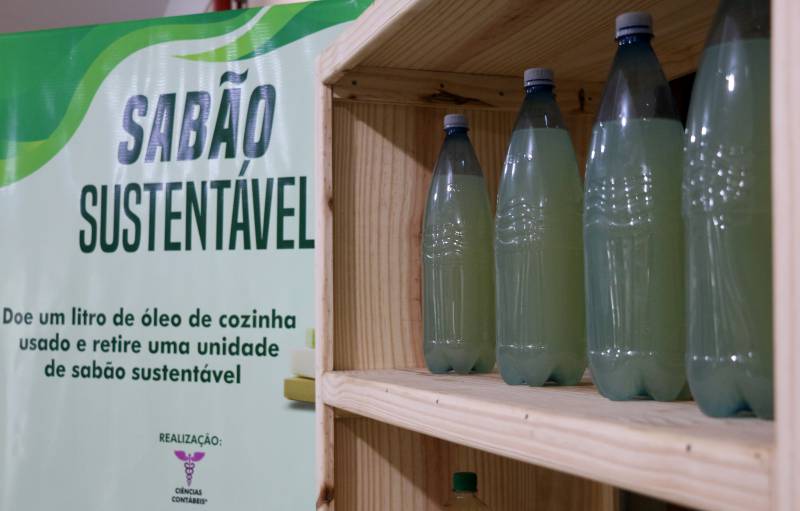 SABÃO
SUSTENTÁVEL
Doe um litro de óleo de cozinha
usado e retire uma unidade
de sabão sustentável
REALIZAÇÃO:
CIÊNCIAS
CONTÁBEIS